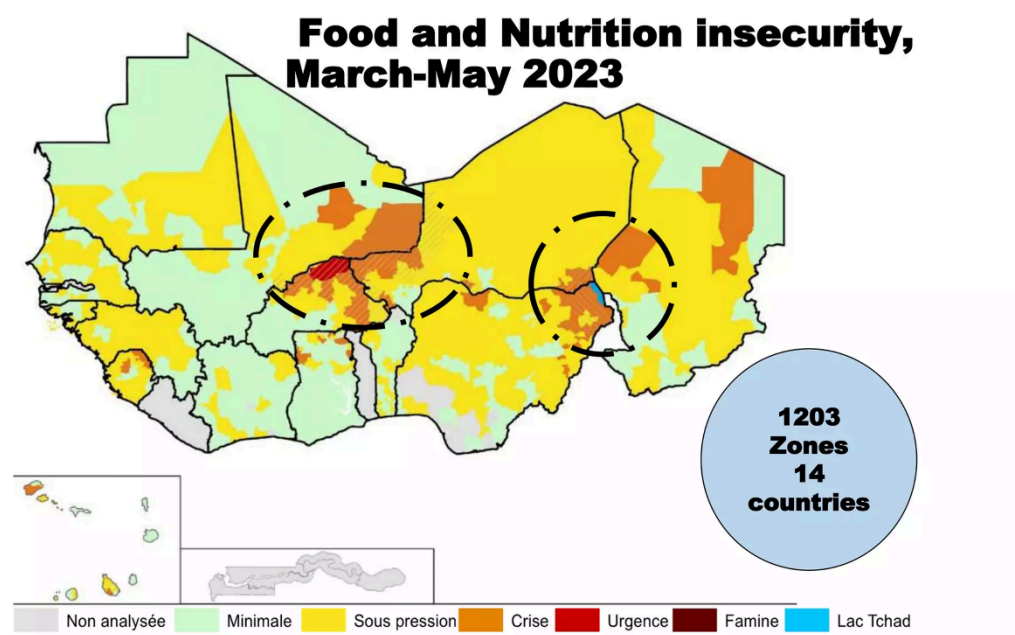 Food and Nutrition insecurity,
March-May 2023
1203
Zones
14
countries
Non analysée
Minimale
Sous pression
Crise
Urgence
Famine
Lac Tchad